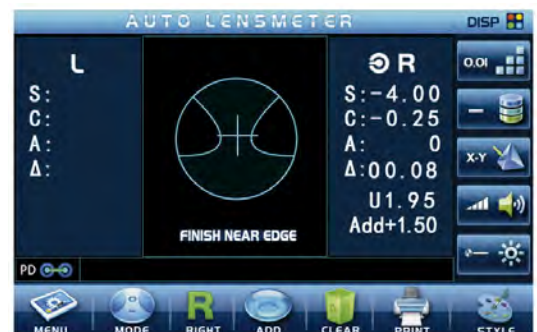 AUTO LENSMETER
DISP
L
S:
C:
A:
Δ:
FINISH NEAR EDGE
R
S:-4.00
C:-0.25
A: 0
Δ:00.08
U1.95
Add+1.50
0.01
X-Y
PD
MENU
MODE
RIGHT
R
ADD
CLEAR
PRINT
STYLE